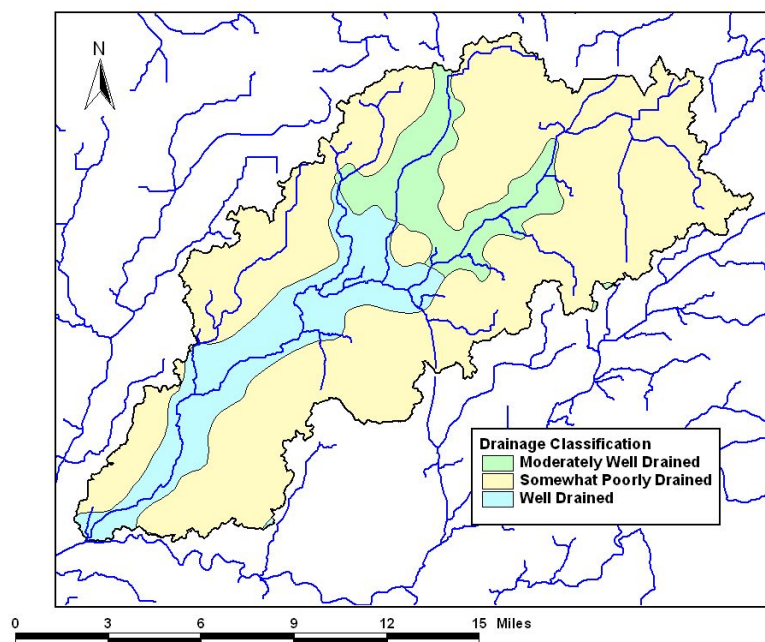 N
Drainage Classification
Moderately Well Drained
Somewhat Poorly Drained
Well Drained
0 3 6 9 12 15 Miles